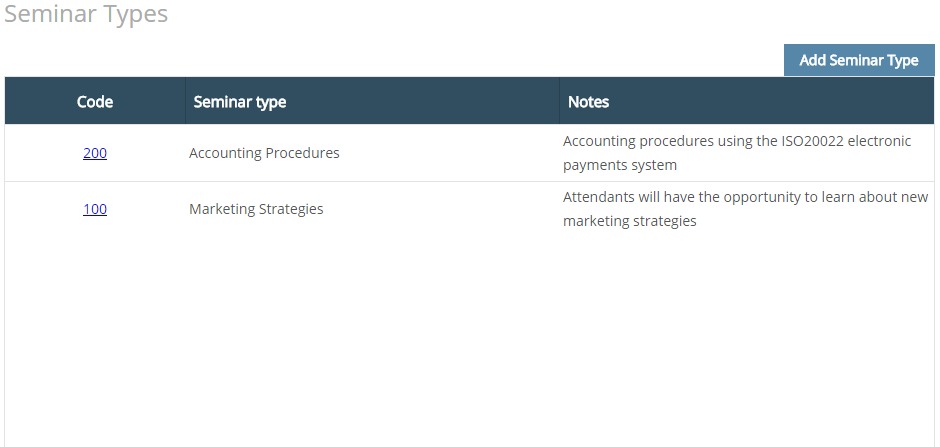 Seminar Types
Add Seminar Type
Code Seminar type Notes
200 Accounting Procedures Accounting procedures using the ISO20022 electronic
payments system
100 Marketing Strategies Attendants will have the opportunity to learn about new
marketing strategies